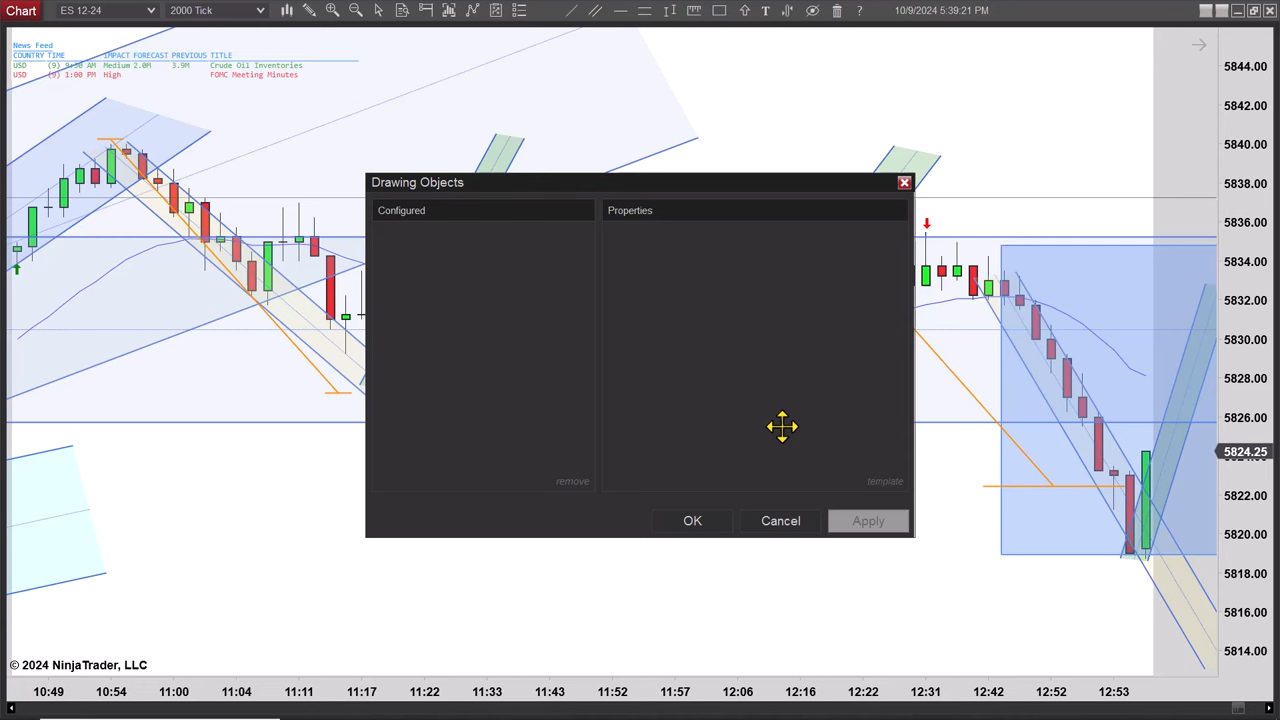 Chart ES 12-24 2000 Tick 10/9/2024 5:39:21 PM
News Feed
COUNTRY TIME IMPACT FORECAST PREVIOUS TITLE
USD (9) 9:30 AM Medium 2.0M 3.9M Crude Oil Inventories
USD (9) 1:00 PM High FOMC Meeting Minutes
Drawing Objects
Configured Properties
remove template
OK Cancel Apply
5844.00
5842.00
5840.00
5838.00
5836.00
5834.00
5832.00
5830.00
5828.00
5826.00
5824.25
5822.00
5820.00
5818.00
5816.00
5814.00
© 2024 NinjaTrader, LLC
10:49 10:54 11:00 11:04 11:11 11:17 11:22 11:33 11:43 11:52 11:57 12:06 12:16 12:22 12:31 12:42 12:52 12:53